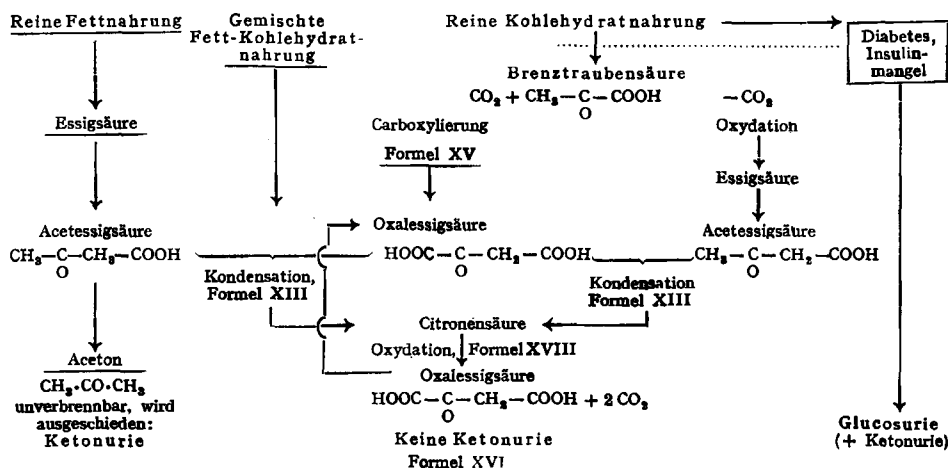 Reine Fettnahrung
Gemischte
Fett-Kohlehydrat-
nahrung
Reine Kohlehydratnahrung
Diabetes,
Insulin-
mangel
Brenztraubensäure
CO₂ + CH₃—C—COOH
O
—CO₂
Oxydation
Essigsäure
Carboxylierung
Formel XV
Essigsäure
Acetessigsäure
CH₃—C—CH₂—COOH
O
Oxalessigsäure
HOOC—C—CH₂—COOH
O
Acetessigsäure
CH₃—C—CH₂—COOH
O
Kondensation,
Formel XIII
Kondensation
Formel XIII
Citronensäure
Oxydation, Formel XVIII
Oxalessigsäure
HOOC—C—CH₂—COOH + 2 CO₂
O
Keine Ketonurie
Formel XVI
Aceton
CH₃·CO·CH₃
unverbrennbar, wird
ausgeschieden:
Ketonurie
Glucosurie
(+ Ketonurie)